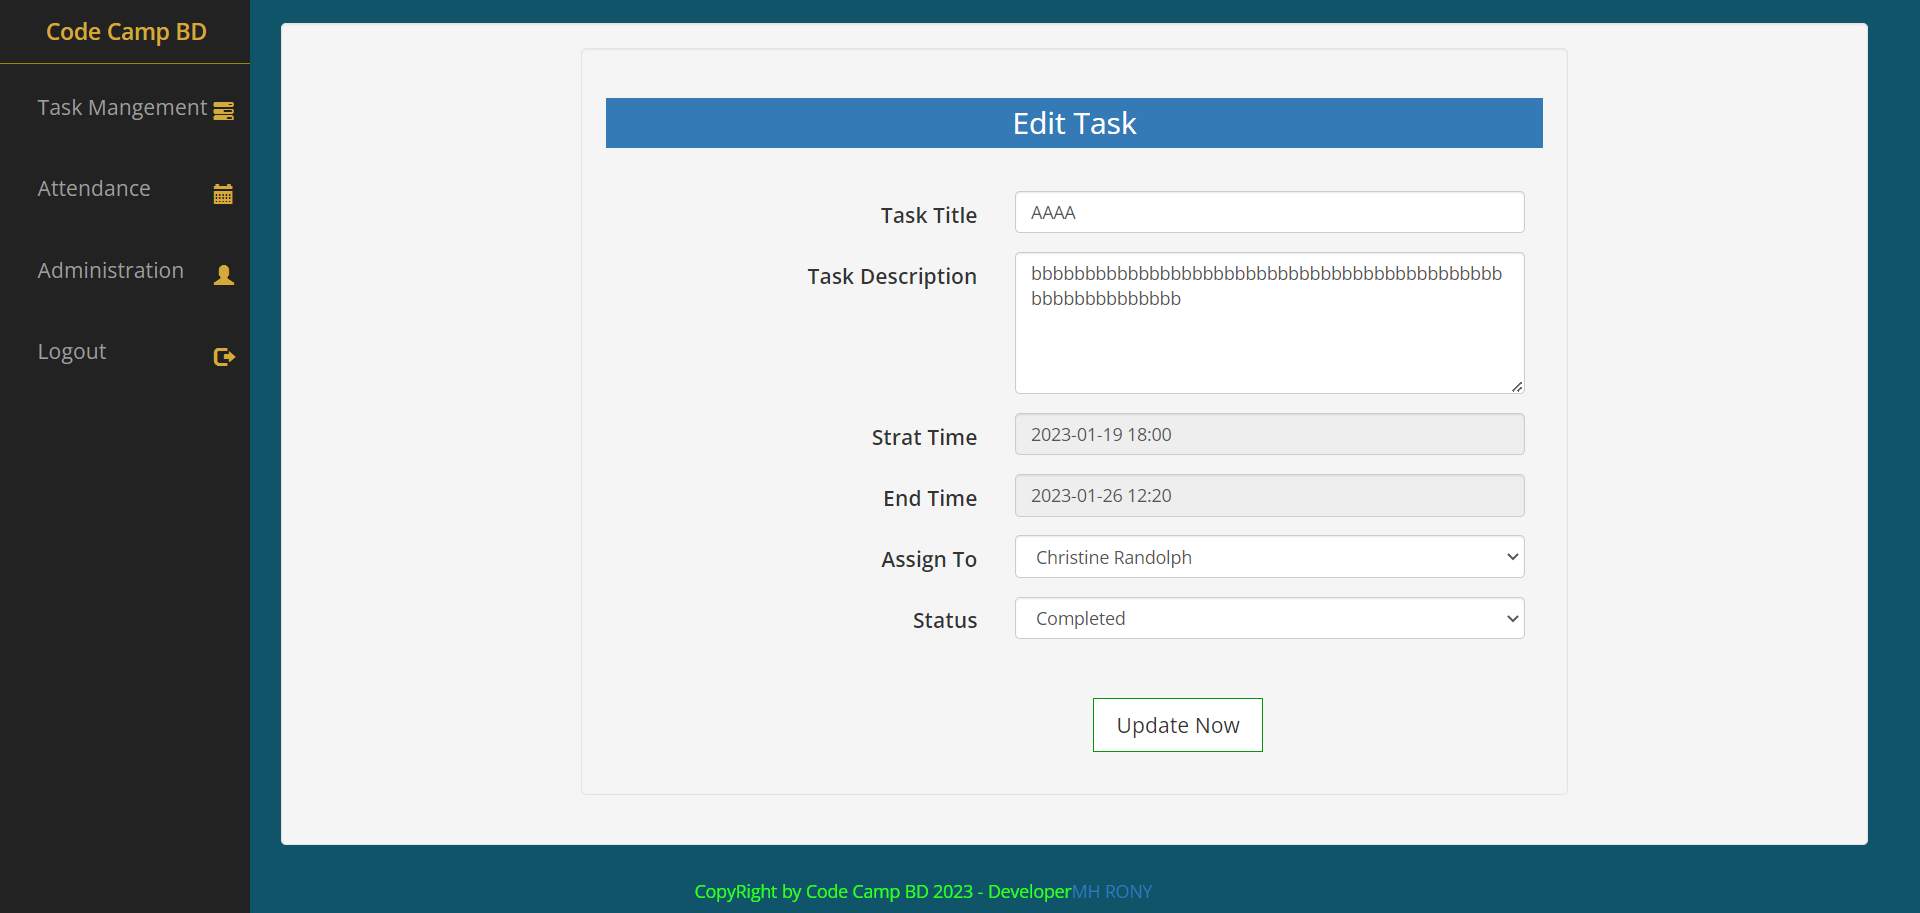 Code Camp BD
Task Mangement
Attendance
Administration
Logout
Edit Task
Task Title
AAAA
Task Description
bbbbbbbbbbbbbbbbbbbbbbbbbbbbbbbbbbbbbbbbbbbb
bbbbbbbbbbbbbb
Strat Time
2023-01-19 18:00
End Time
2023-01-26 12:20
Assign To
Christine Randolph
Status
Completed
Update Now
CopyRight by Code Camp BD 2023 - DeveloperMH RONY